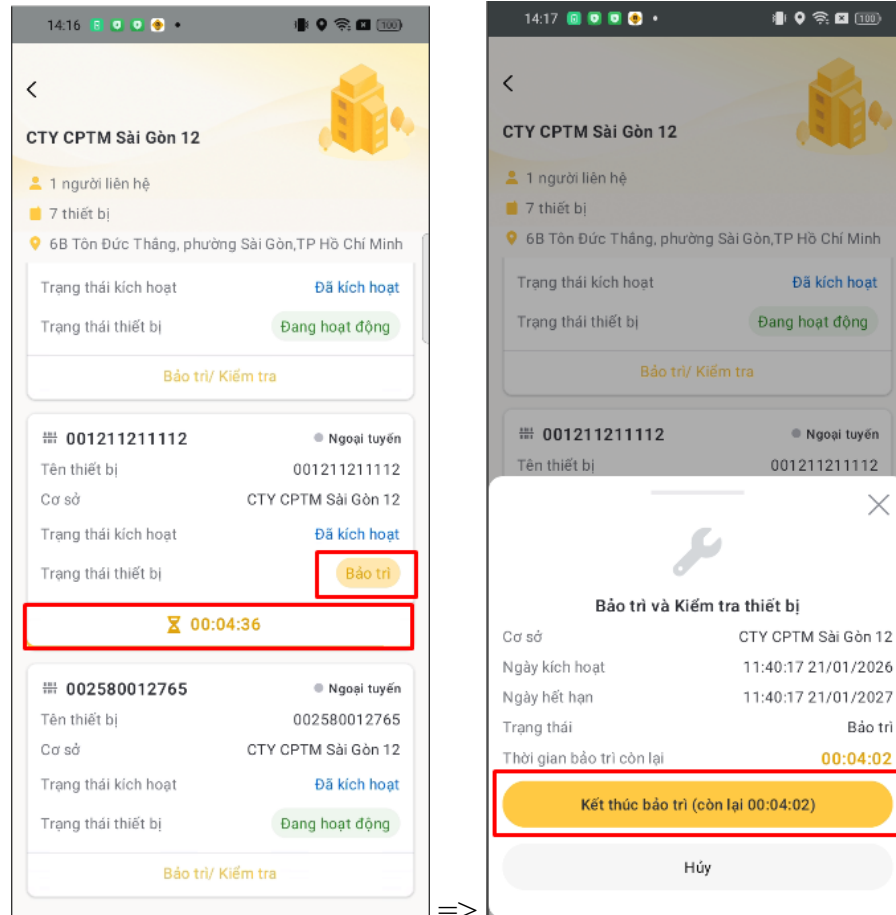 14:16
100
CTY CPTM Sài Gòn 12
1 người liên hệ
7 thiết bị
6B Tôn Đức Thắng, phường Sài Gòn,TP Hồ Chí Minh
Trạng thái kích hoạt Đã kích hoạt
Trạng thái thiết bị Đang hoạt động
Bảo trì/ Kiểm tra
001211211112 Ngoại tuyến
Tên thiết bị 001211211112
Cơ sở CTY CPTM Sài Gòn 12
Trạng thái kích hoạt Đã kích hoạt
Trạng thái thiết bị Bảo trì
00:04:36
002580012765 Ngoại tuyến
Tên thiết bị 002580012765
Cơ sở CTY CPTM Sài Gòn 12
Trạng thái kích hoạt Đã kích hoạt
Trạng thái thiết bị Đang hoạt động
Bảo trì/ Kiểm tra
=>
14:17
100
CTY CPTM Sài Gòn 12
1 người liên hệ
7 thiết bị
6B Tôn Đức Thắng, phường Sài Gòn,TP Hồ Chí Minh
Trạng thái kích hoạt Đã kích hoạt
Trạng thái thiết bị Đang hoạt động
Bảo trì/ Kiểm tra
001211211112 Ngoại tuyến
Tên thiết bị 001211211112
Bảo trì và Kiểm tra thiết bị
Cơ sở CTY CPTM Sài Gòn 12
Ngày kích hoạt 11:40:17 21/01/2026
Ngày hết hạn 11:40:17 21/01/2027
Trạng thái Bảo trì
Thời gian bảo trì còn lại 00:04:02
Kết thúc bảo trì (còn lại 00:04:02)
Hủy